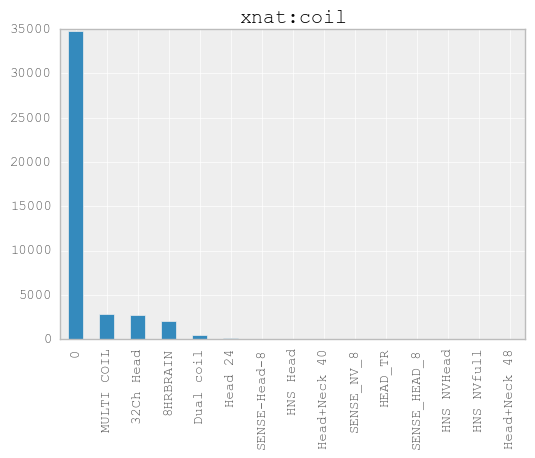 xnat:coil
35000
30000
25000
20000
15000
10000
5000
0
0
MULTI COIL
32Ch Head
8HRBRAIN
Dual coil
Head 24
SENSE-Head-8
HNS Head
Head+Neck 40
SENSE_NV_8
HEAD_TR
SENSE_HEAD_8
HNS NVHead
HNS NVfull
Head+Neck 48